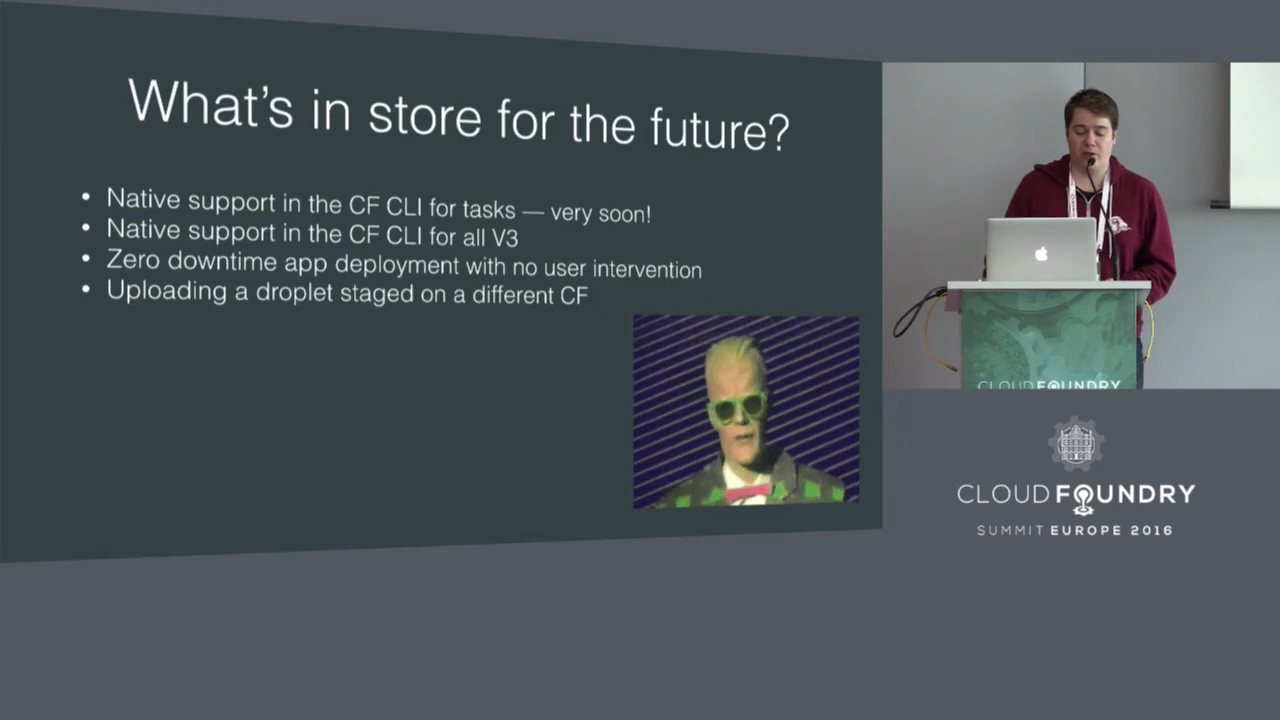 What's in store for the future?
• Native support in the CF CLI for tasks — very soon!
• Native support in the CF CLI for all V3
• Zero downtime app deployment with no user intervention
• Uploading a droplet staged on a different CF
CLOUD FOUNDRY
CLOUD FOUNDRY
SUMMIT EUROPE 2016